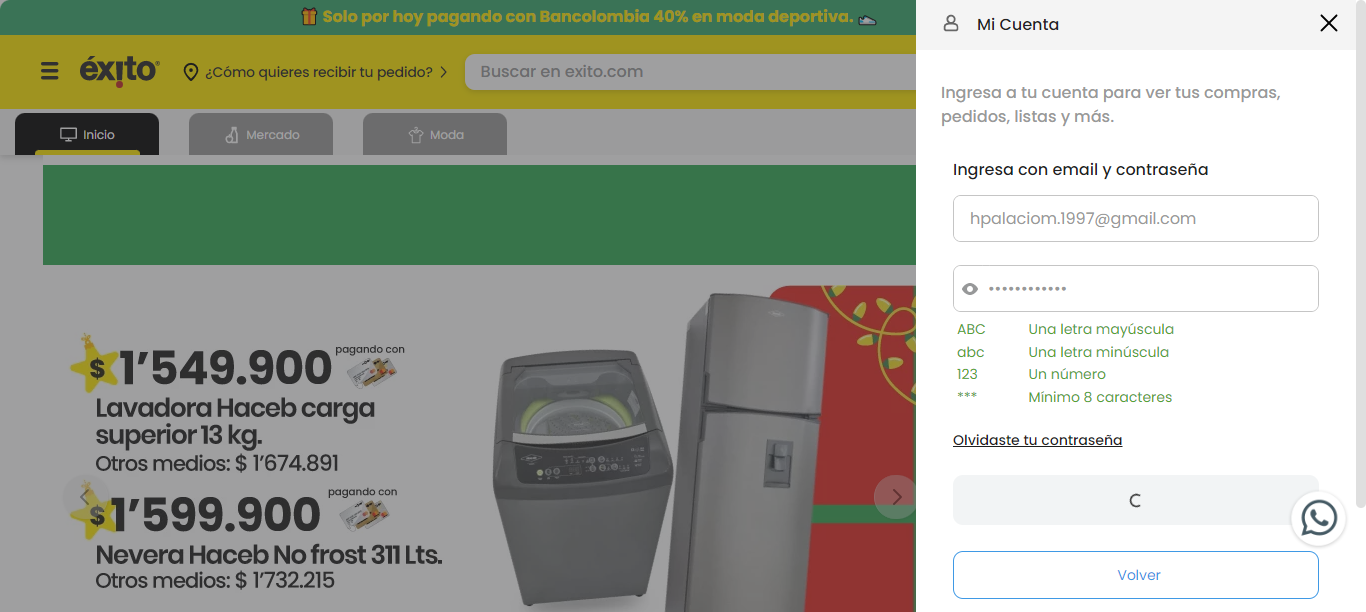 Solo por hoy pagando con Bancolombia 40% en moda deportiva.
Mi Cuenta
éxito
¿Cómo quieres recibir tu pedido?
Buscar en exito.com
Inicio
Mercado
Moda
Ingresa a tu cuenta para ver tus compras,
pedidos, listas y más.
Ingresa con email y contraseña
hpalaciom.1997@gmail.com
••••••••••••
ABC Una letra mayúscula
abc Una letra minúscula
123 Un número
*** Mínimo 8 caracteres
Olvidaste tu contraseña
Volver
$ 1’549.900
pagando con
Lavadora Haceb carga
superior 13 kg.
Otros medios: $ 1’674.891
$ 1’599.900
pagando con
Nevera Haceb No frost 311 Lts.
Otros medios: $ 1’732.215